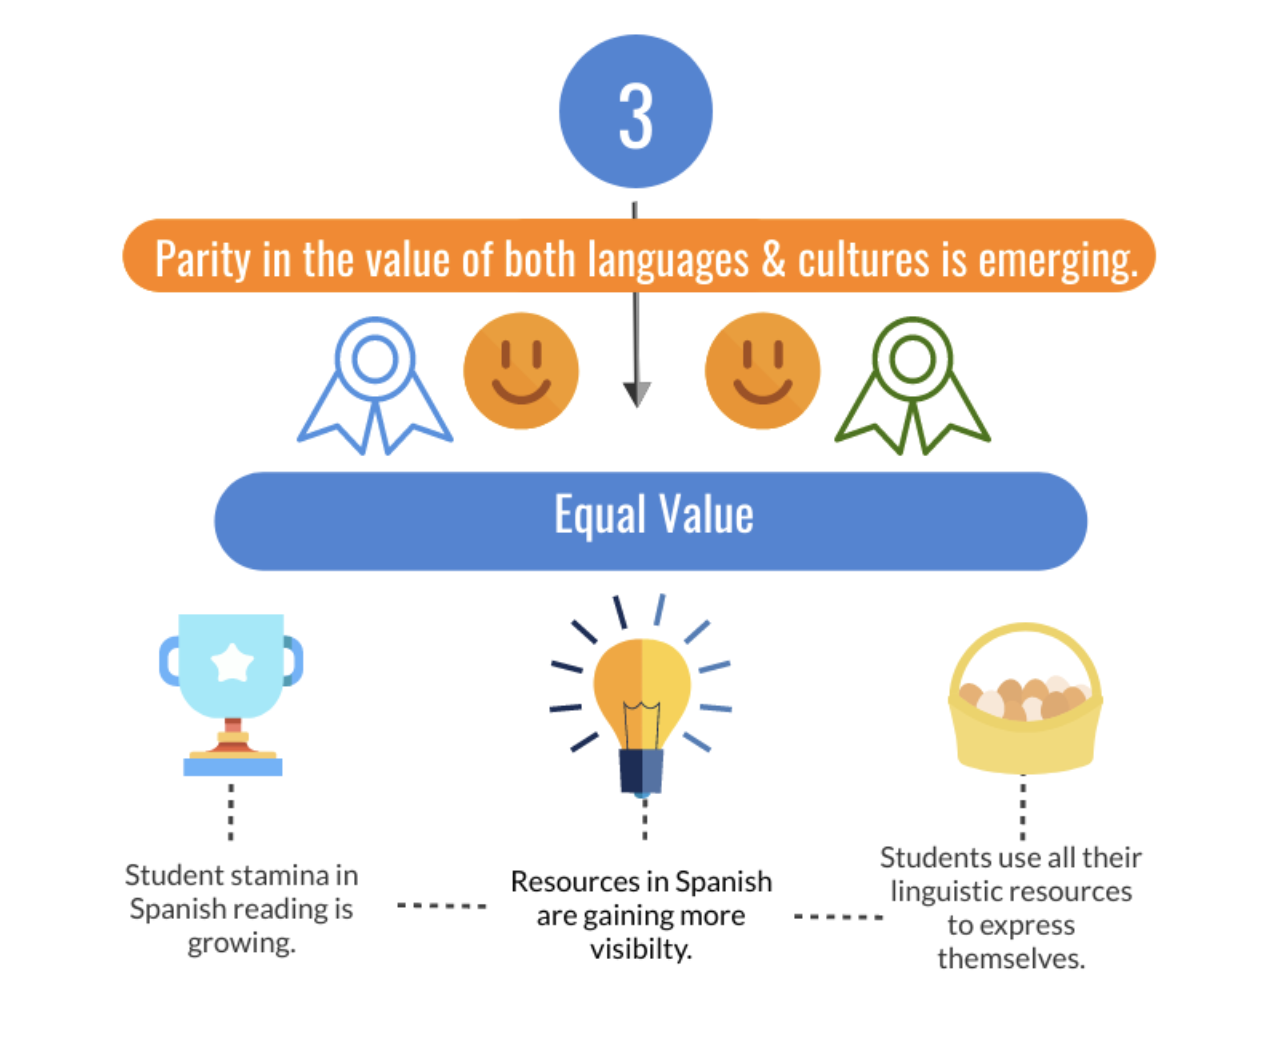 3
Parity in the value of both languages & cultures is emerging.
Equal Value
Student stamina in
Spanish reading is
growing.
Resources in Spanish
are gaining more
visibilty.
Students use all their
linguistic resources
to express
themselves.